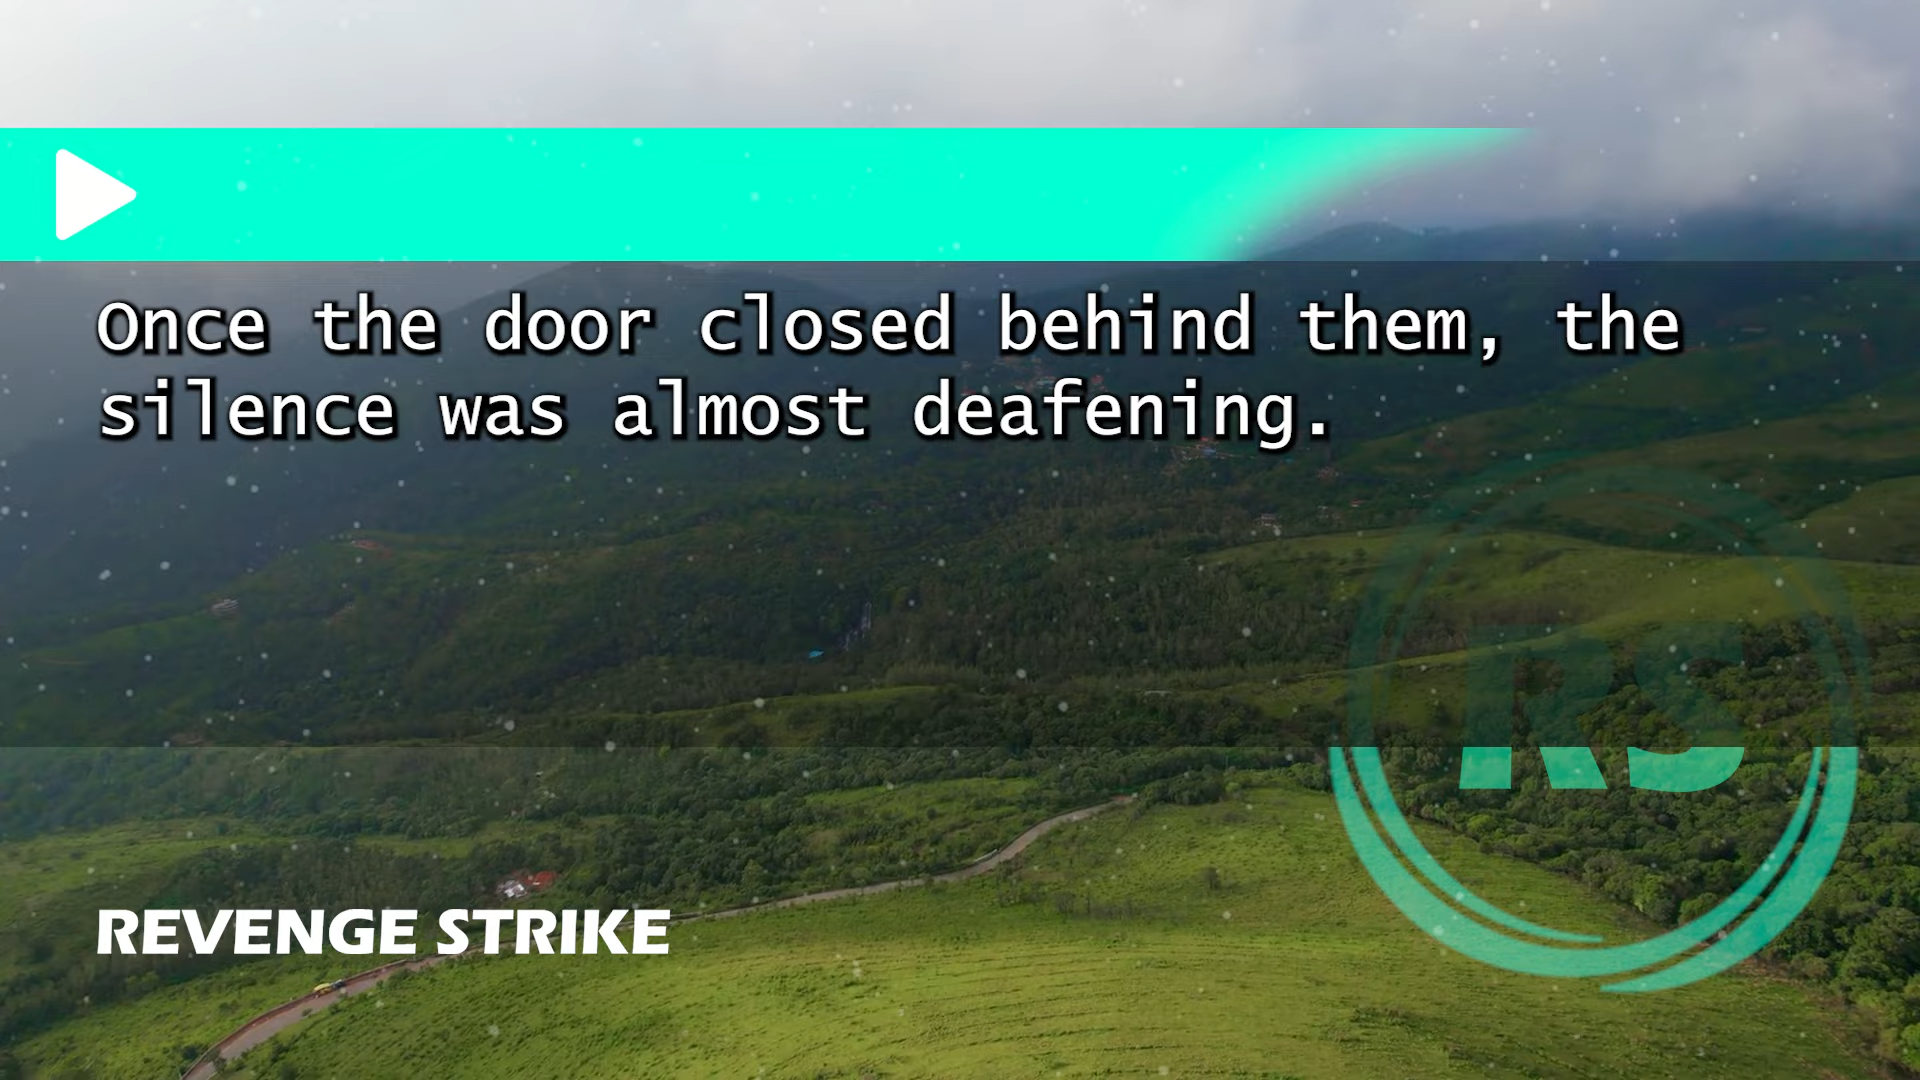 Once the door closed behind them, the
silence was almost deafening.
RS
REVENGE STRIKE